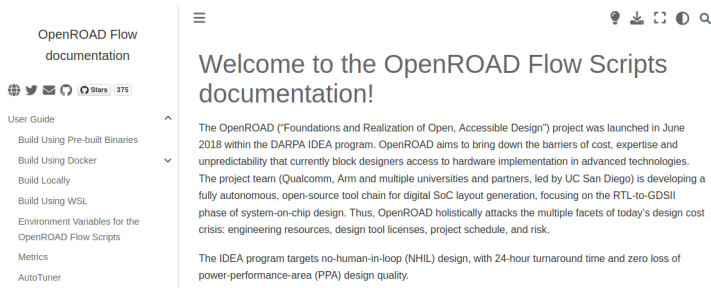 OpenROAD Flow
documentation
Stars 375
User Guide
Build Using Pre-built Binaries
Build Using Docker
Build Locally
Build Using WSL
Environment Variables for the
OpenROAD Flow Scripts
Metrics
AutoTuner
Welcome to the OpenROAD Flow Scripts
documentation!
The OpenROAD (“Foundations and Realization of Open, Accessible Design”) project was launched in June
2018 within the DARPA IDEA program. OpenROAD aims to bring down the barriers of cost, expertise and
unpredictability that currently block designers access to hardware implementation in advanced technologies.
The project team (Qualcomm, Arm and multiple universities and partners, led by UC San Diego) is developing a
fully autonomous, open-source tool chain for digital SoC layout generation, focusing on the RTL-to-GDSII
phase of system-on-chip design. Thus, OpenROAD holistically attacks the multiple facets of today’s design cost
crisis: engineering resources, design tool licenses, project schedule, and risk.
The IDEA program targets no-human-in-loop (NHIL) design, with 24-hour turnaround time and zero loss of
power-performance-area (PPA) design quality.